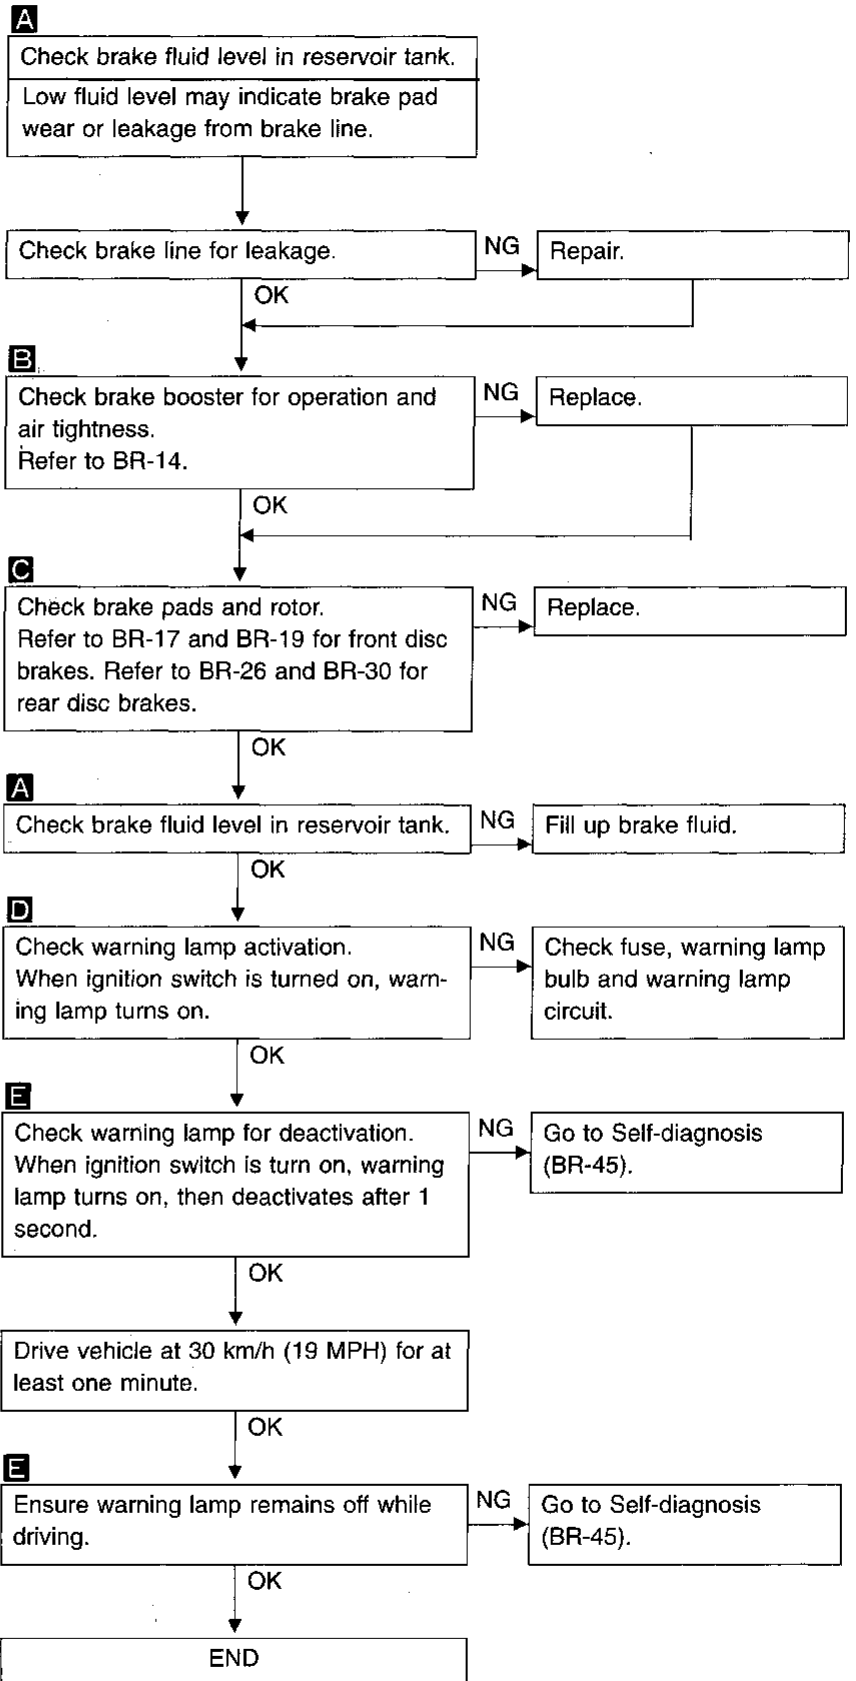 A
Check brake fluid level in reservoir tank.
Low fluid level may indicate brake pad
wear or leakage from brake line.
Check brake line for leakage.
NG
Repair.
OK
B
Check brake booster for operation and
air tightness.
Refer to BR-14.
NG
Replace.
OK
C
Check brake pads and rotor.
Refer to BR-17 and BR-19 for front disc
brakes. Refer to BR-26 and BR-30 for
rear disc brakes.
NG
Replace.
OK
A
Check brake fluid level in reservoir tank.
NG
Fill up brake fluid.
OK
D
Check warning lamp activation.
When ignition switch is turned on, warn-
ing lamp turns on.
NG
Check fuse, warning lamp
bulb and warning lamp
circuit.
OK
E
Check warning lamp for deactivation.
When ignition switch is turn on, warning
lamp turns on, then deactivates after 1
second.
NG
Go to Self-diagnosis
(BR-45).
OK
Drive vehicle at 30 km/h (19 MPH) for at
least one minute.
OK
E
Ensure warning lamp remains off while
driving.
NG
Go to Self-diagnosis
(BR-45).
OK
END